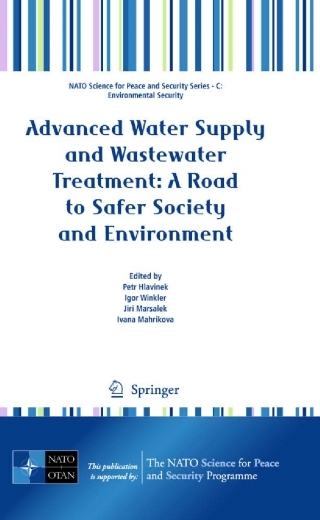 NATO Science for Peace and Security Series - C:
Environmental Security
Advanced Water Supply
and Wastewater
Treatment: A Road
to Safer Society
and Environment
Edited by
Petr Hlavinek
Igor Winkler
Jiri Marsalek
Ivana Mahrikova
Springer
NATO
OTAN
This publication
is supported by:
The NATO Science for Peace
and Security Programme